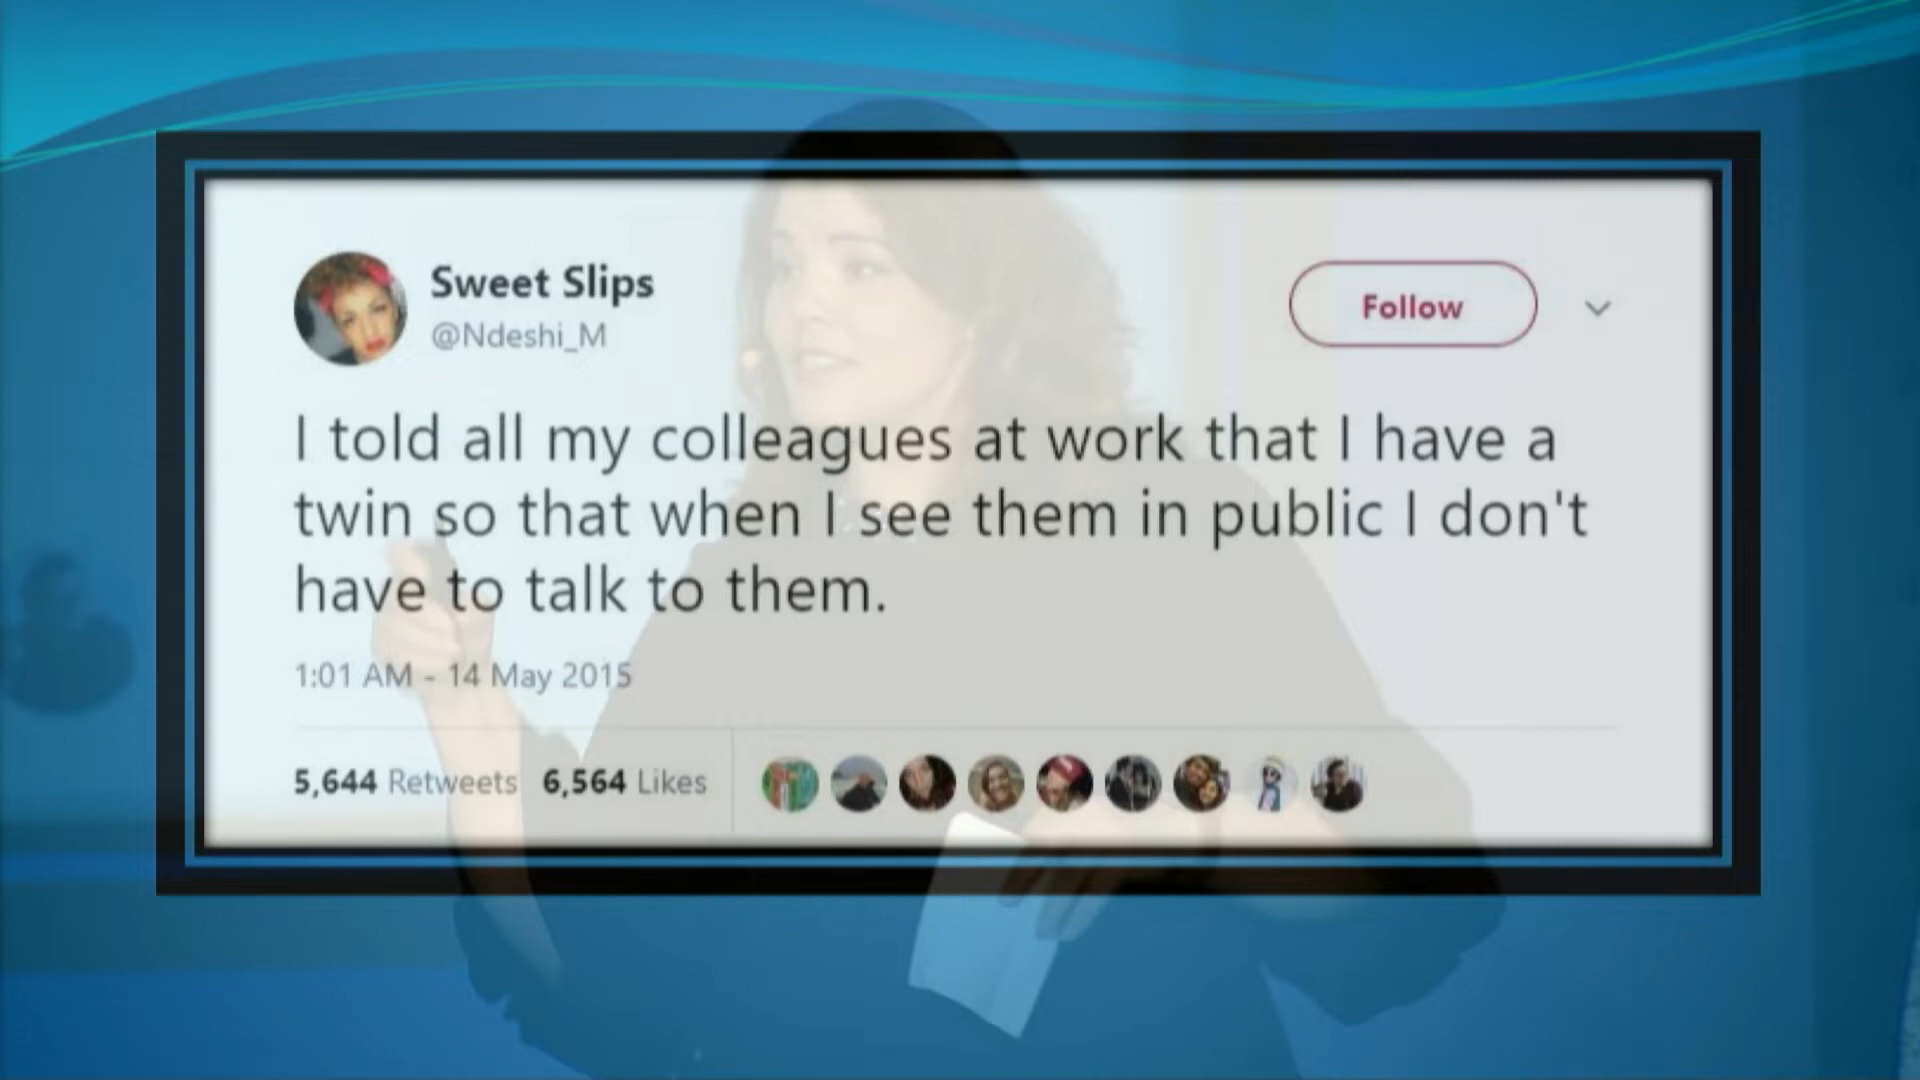 Sweet Slips
@Ndeshi_M
Follow
I told all my colleagues at work that I have a
twin so that when I see them in public I don't
have to talk to them.
1:01 AM - 14 May 2015
5,644 Retweets 6,564 Likes